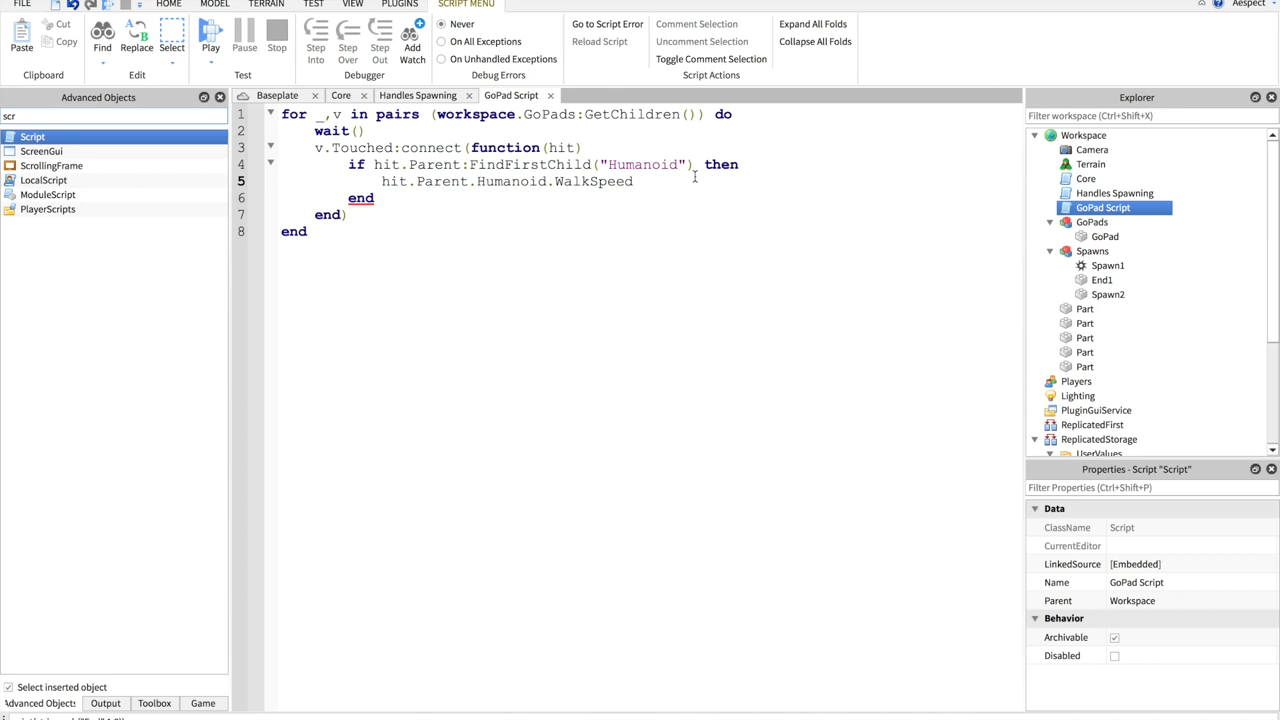 FILE HOME MODEL TERRAIN TEST VIEW PLUGINS SCRIPT MENU Aespect
Paste Cut Copy Find Replace Select Play Pause Stop Step Into Step Over Step Out Add Watch
Never
On All Exceptions
On Unhandled Exceptions
Go to Script Error
Reload Script
Comment Selection
Uncomment Selection
Toggle Comment Selection
Expand All Folds
Collapse All Folds
Clipboard Edit Test Debugger Debug Errors Script Actions
Advanced Objects
scr
Script
ScreenGui
ScrollingFrame
LocalScript
ModuleScript
PlayerScripts
Select inserted object
Advanced Objects Output Toolbox Game
Baseplate Core Handles Spawning GoPad Script
1 for _,v in pairs (workspace.GoPads:GetChildren()) do
2 wait()
3 v.Touched:connect(function(hit)
4 if hit.Parent:FindFirstChild("Humanoid") then
5 hit.Parent.Humanoid.WalkSpeed
6 end
7 end)
8 end
Explorer
Filter workspace (Ctrl+Shift+X)
Workspace
Camera
Terrain
Core
Handles Spawning
GoPad Script
GoPads
GoPad
Spawns
Spawn1
End1
Spawn2
Part
Part
Part
Part
Part
Players
Lighting
PluginGuiService
ReplicatedFirst
ReplicatedStorage
UserValues
Properties - Script "Script"
Filter Properties (Ctrl+Shift+P)
Data
ClassName Script
CurrentEditor
LinkedSource [Embedded]
Name GoPad Script
Parent Workspace
Behavior
Archivable
Disabled